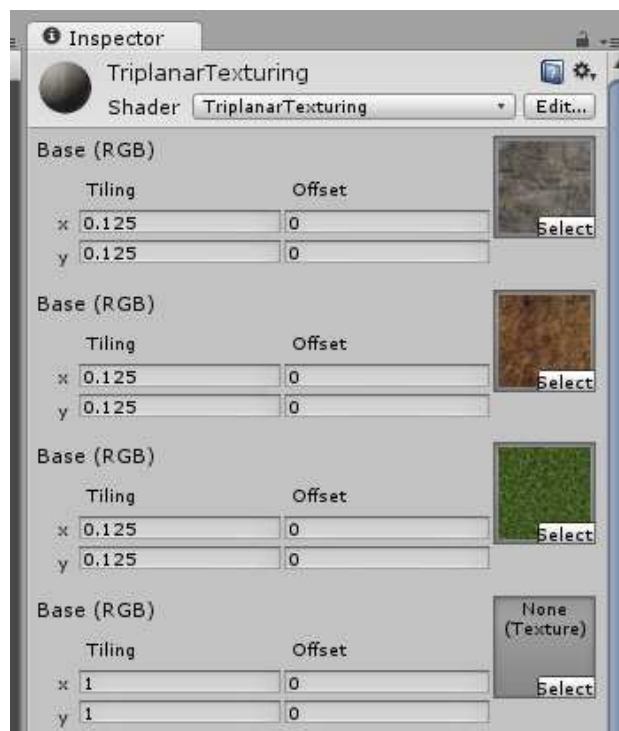 Inspector
TriplanarTexturing
Shader TriplanarTexturing Edit...
Base (RGB)
Tiling Offset
x 0.125 0 Select
y 0.125 0
Base (RGB)
Tiling Offset
x 0.125 0 Select
y 0.125 0
Base (RGB)
Tiling Offset
x 0.125 0 Select
y 0.125 0
Base (RGB) None
(Texture)
Tiling Offset
x 1 0 Select
y 1 0